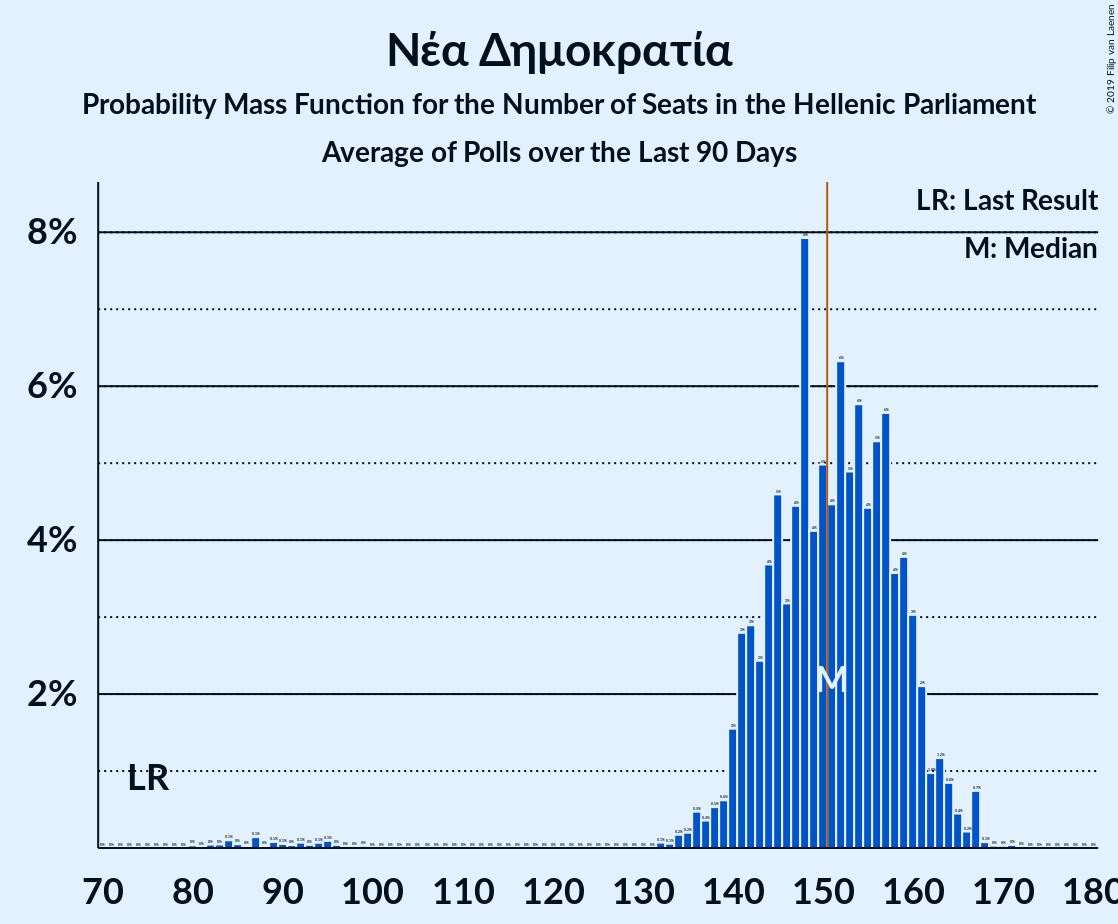 Νέα Δημοκρατία
Probability Mass Function for the Number of Seats in the Hellenic Parliament
Average of Polls over the Last 90 Days
© 2019 Filip van Laenen
LR: Last Result
M: Median
8%
6%
4%
2%
LR
M
70 80 90 100 110 120 130 140 150 160 170 180